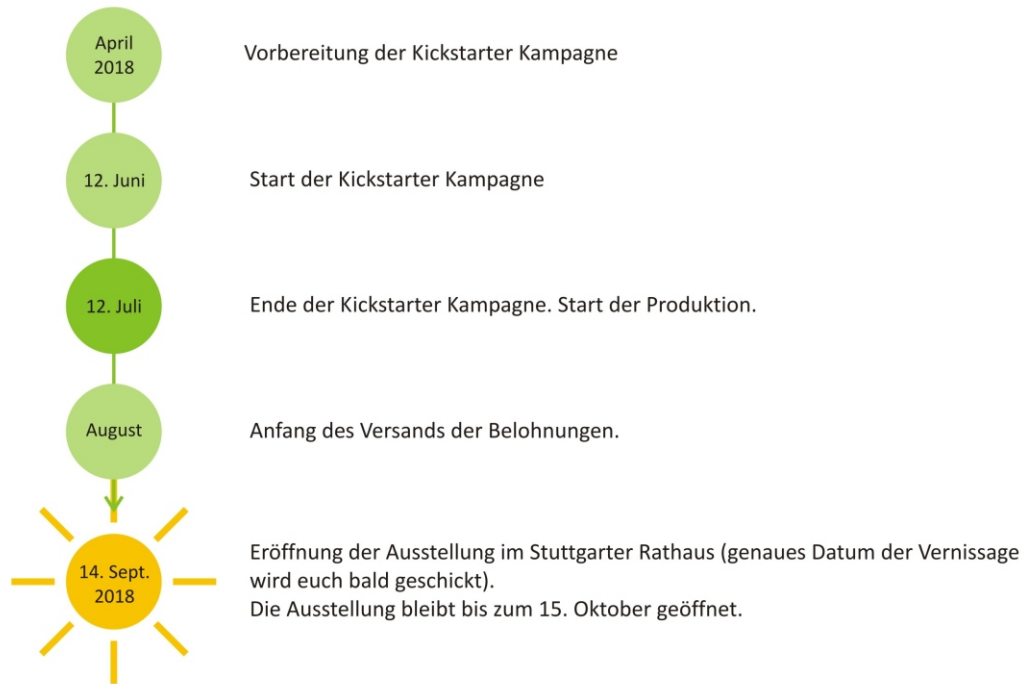 April
2018
Vorbereitung der Kickstarter Kampagne
12. Juni
Start der Kickstarter Kampagne
12. Juli
Ende der Kickstarter Kampagne. Start der Produktion.
August
Anfang des Versands der Belohnungen.
14. Sept.
2018
Eröffnung der Ausstellung im Stuttgarter Rathaus (genaues Datum der Vernissage
wird euch bald geschickt).
Die Ausstellung bleibt bis zum 15. Oktober geöffnet.